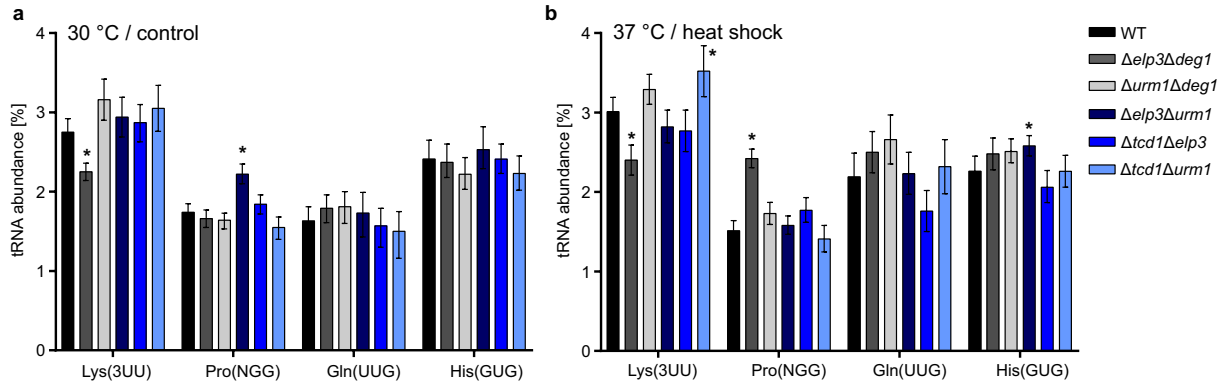 a
30 °C / control
tRNA abundance [%]
4
3
2
1
0
*
*
Lys(3UU)
Pro(NGG)
Gln(UUG)
His(GUG)
b
37 °C / heat shock
tRNA abundance [%]
4
3
2
1
0
*
*
*
*
Lys(3UU)
Pro(NGG)
Gln(UUG)
His(GUG)
WT
Δelp3Δdeg1
Δurm1Δdeg1
Δelp3Δurm1
Δtcd1Δelp3
Δtcd1Δurm1